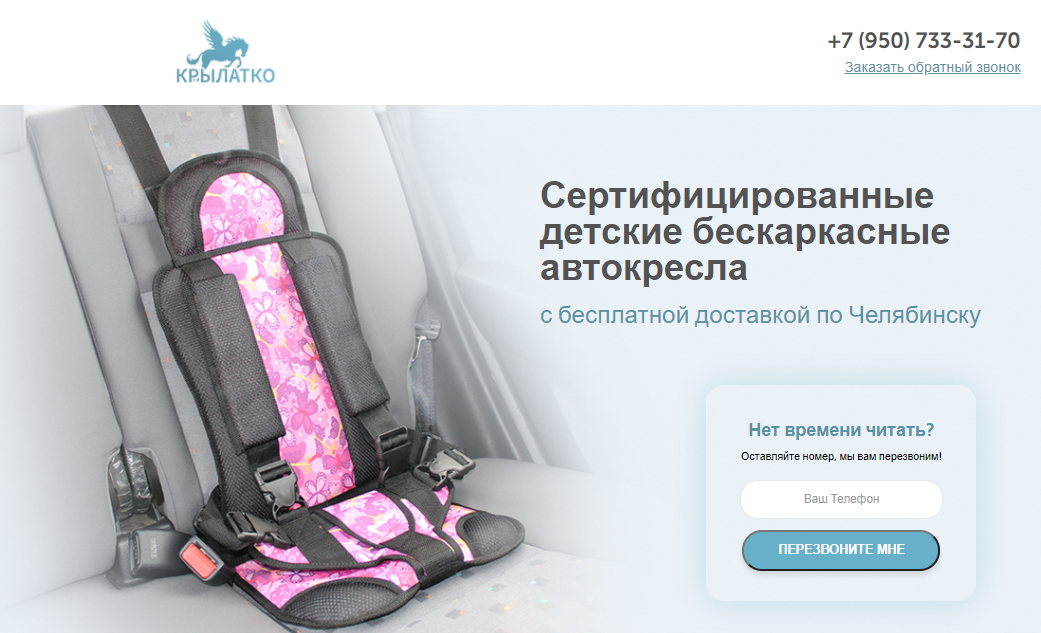 КРЫЛАТКО
+7 (950) 733-31-70
Заказать обратный звонок
Сертифицированные
детские бескаркасные
автокресла
с бесплатной доставкой по Челябинску
Нет времени читать?
Оставляйте номер, мы вам перезвоним!
Ваш Телефон
ПЕРЕЗВОНИТЕ МНЕ